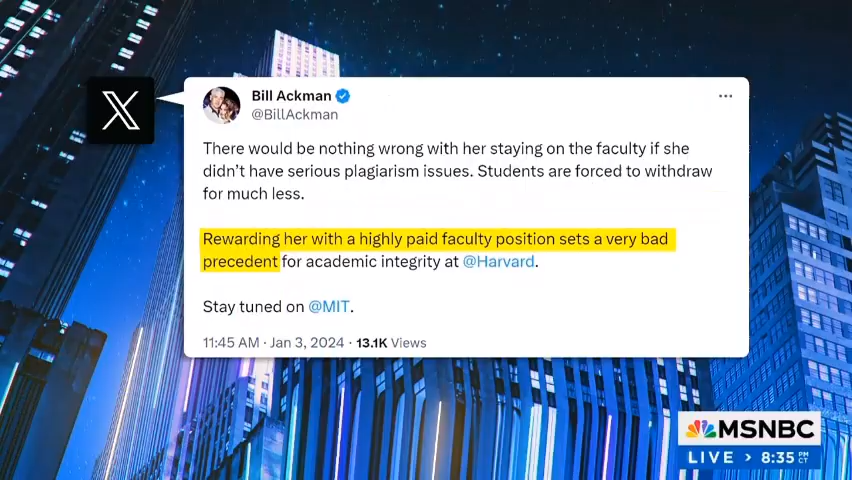 Bill Ackman
@BillAckman
There would be nothing wrong with her staying on the faculty if she
didn't have serious plagiarism issues. Students are forced to withdraw
for much less.
Rewarding her with a highly paid faculty position sets a very bad
precedent for academic integrity at @Harvard.
Stay tuned on @MIT.
11:45 AM · Jan 3, 2024 · 13.1K Views
MSNBC
LIVE > 8:35 PM CT